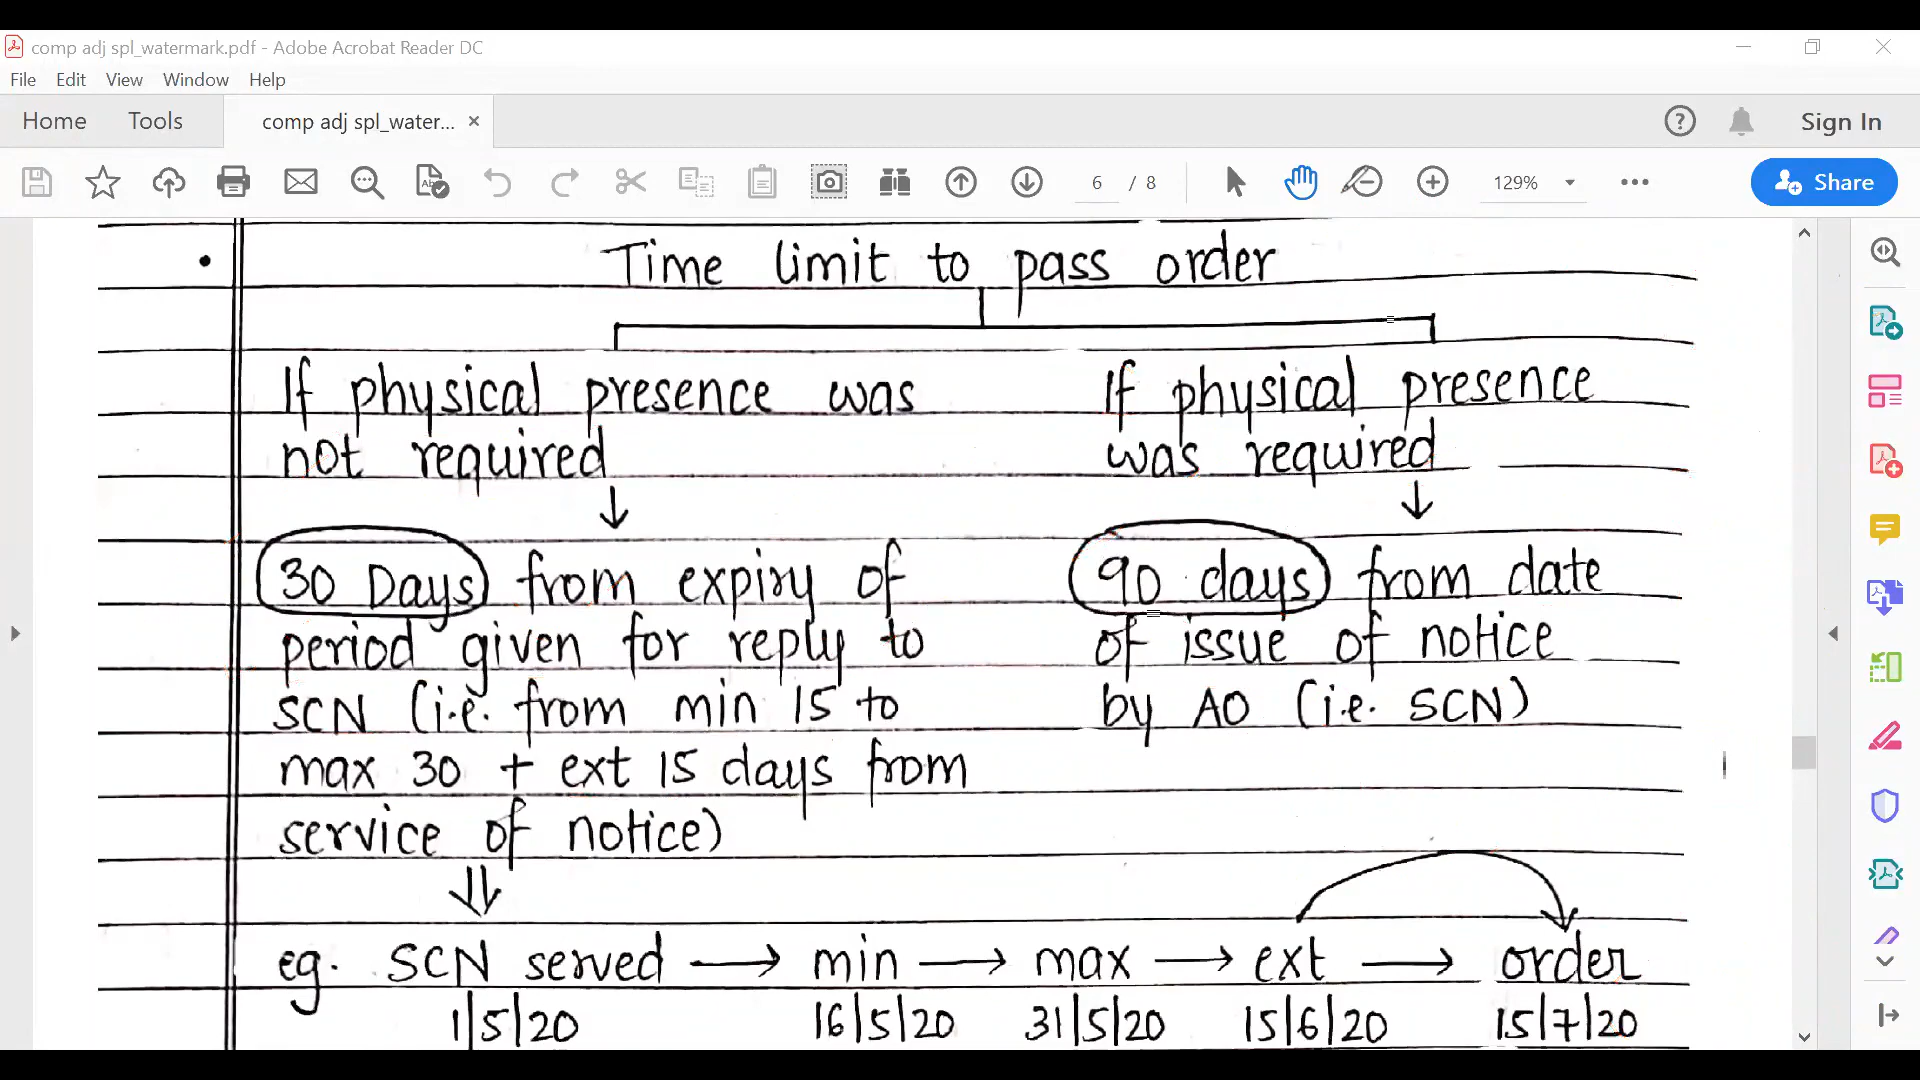 comp adj spl_watermark.pdf - Adobe Acrobat Reader DC
File Edit View Window Help
Home Tools comp adj spl_water... × Sign In
6 / 8 129% Share
• Time limit to pass order
If physical presence was not required
If physical presence was required
30 Days from expiry of
period given for reply to
SCN (i.e. from min 15 to
max 30 + ext 15 days from
service of notice)
90 days from date
of issue of notice
by AO (i.e. SCN)
eg. SCN served → min → max → ext → order
1/5/20 16/5/20 31/5/20 15/6/20 15/7/20